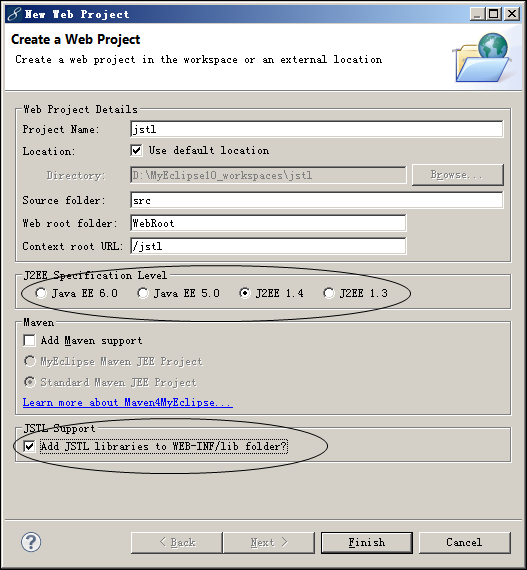 New Web Project
Create a Web Project
Create a web project in the workspace or an external location
Web Project Details
Project Name: jstl
Location: Use default location
Directory: D:\MyEclipse10_workspaces\jstl Browse...
Source folder: src
Web root folder: WebRoot
Context root URL: /jstl
J2EE Specification Level
Java EE 6.0 Java EE 5.0 J2EE 1.4 J2EE 1.3
Maven
Add Maven support
MyEclipse Maven JEE Project
Standard Maven JEE Project
Learn more about Maven4MyEclipse...
JSTL Support
Add JSTL libraries to WEB-INF/lib folder?
? < Back Next > Finish Cancel